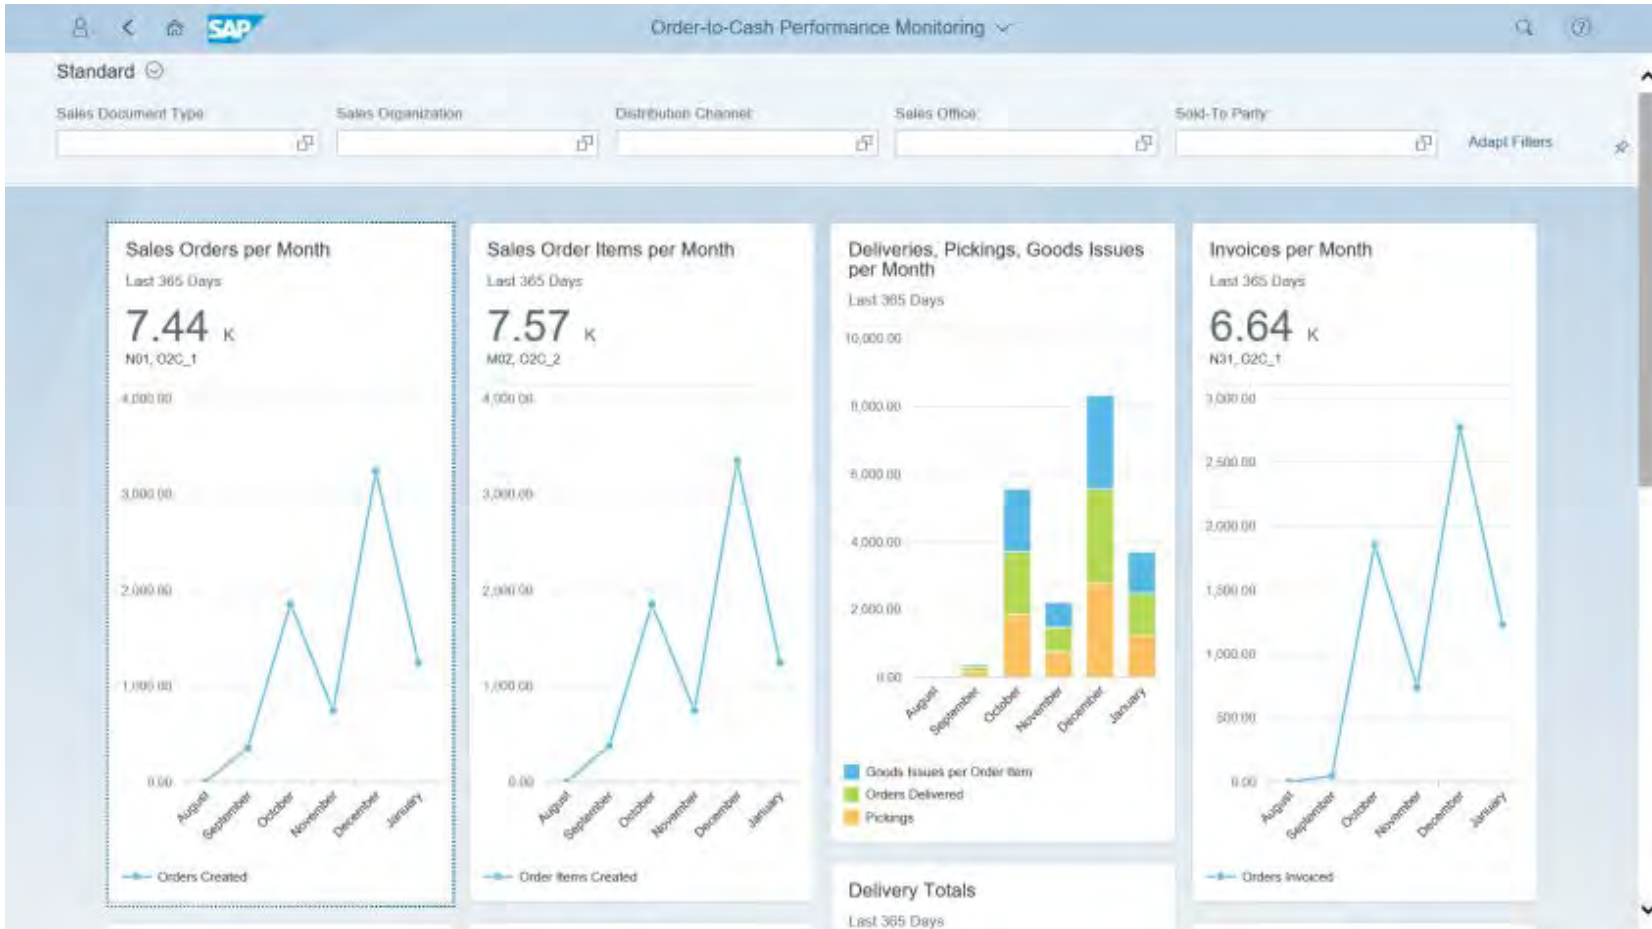 SAP
Order-to-Cash Performance Monitoring
Standard
Sales Document Type:
Sales Organization:
Distribution Channel:
Sales Office:
Sold-To Party:
Adapt Filters
Sales Orders per Month
Last 365 Days
7.44 K
N01, O2C_1
4,000.00
3,000.00
2,000.00
1,000.00
0.00
August
September
October
November
December
January
Orders Created
Sales Order Items per Month
Last 365 Days
7.57 K
M02, O2C_2
4,000.00
3,000.00
2,000.00
1,000.00
0.00
August
September
October
November
December
January
Order Items Created
Deliveries, Pickings, Goods Issues
per Month
Last 365 Days
10,000.00
8,000.00
6,000.00
4,000.00
2,000.00
0.00
August
September
October
November
December
January
Goods Issues per Order Item
Orders Delivered
Pickings
Delivery Totals
Last 365 Days
Invoices per Month
Last 365 Days
6.64 K
N31, O2C_1
3,000.00
2,500.00
2,000.00
1,500.00
1,000.00
500.00
0.00
August
September
October
November
December
January
Orders Invoiced